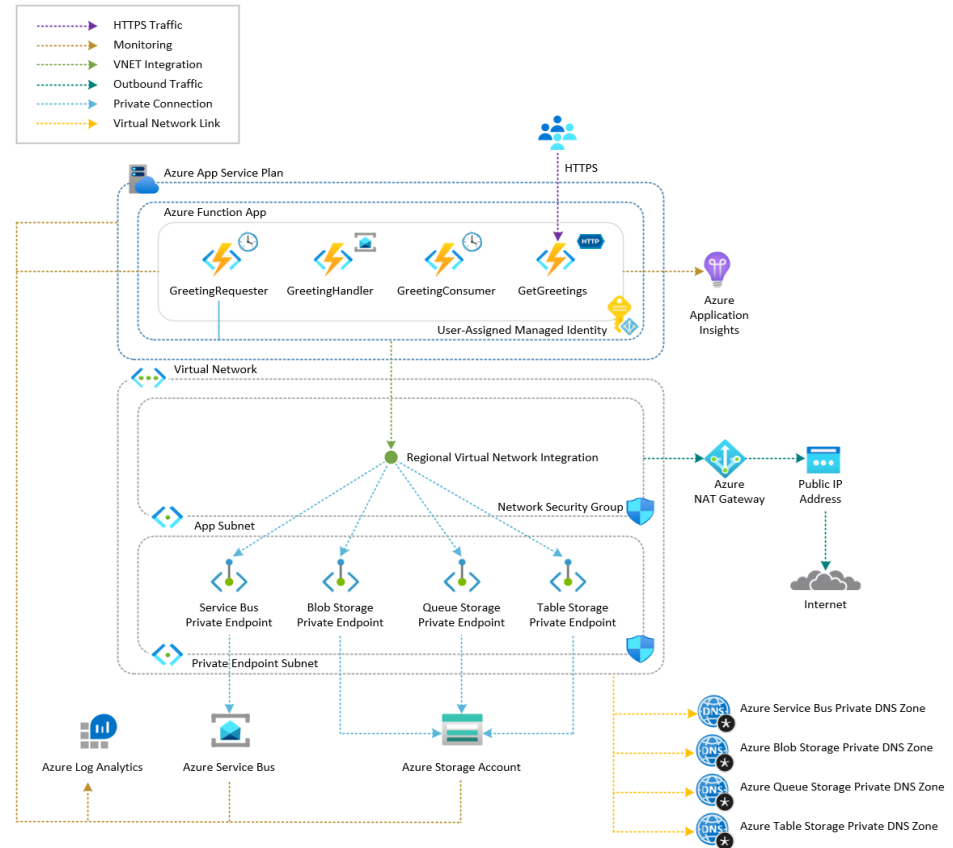 HTTPS Traffic
Monitoring
VNET Integration
Outbound Traffic
Private Connection
Virtual Network Link
HTTPS
Azure App Service Plan
Azure Function App
HTTP
GreetingRequester
GreetingHandler
GreetingConsumer
GetGreetings
User-Assigned Managed Identity
Azure
Application
Insights
Virtual Network
Regional Virtual Network Integration
Network Security Group
App Subnet
Azure
NAT Gateway
Public IP
Address
Internet
Service Bus
Private Endpoint
Blob Storage
Private Endpoint
Queue Storage
Private Endpoint
Table Storage
Private Endpoint
Private Endpoint Subnet
Azure Log Analytics
Azure Service Bus
Azure Storage Account
DNS
Azure Service Bus Private DNS Zone
DNS
Azure Blob Storage Private DNS Zone
DNS
Azure Queue Storage Private DNS Zone
DNS
Azure Table Storage Private DNS Zone